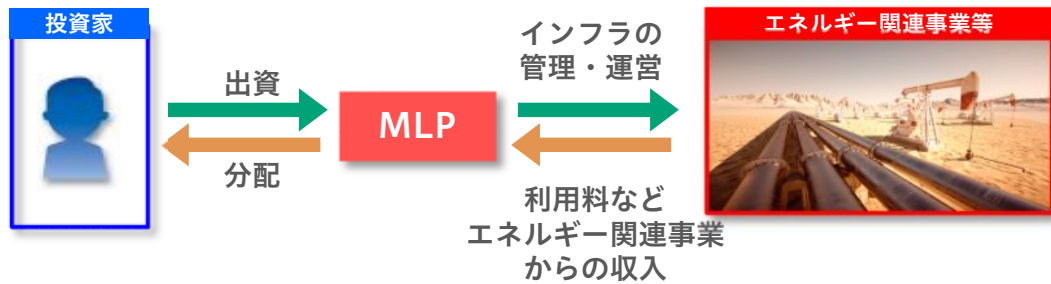 投資家
出資
分配
MLP
インフラの
管理・運営
利用料など
エネルギー関連事業
からの収入
エネルギー関連事業等